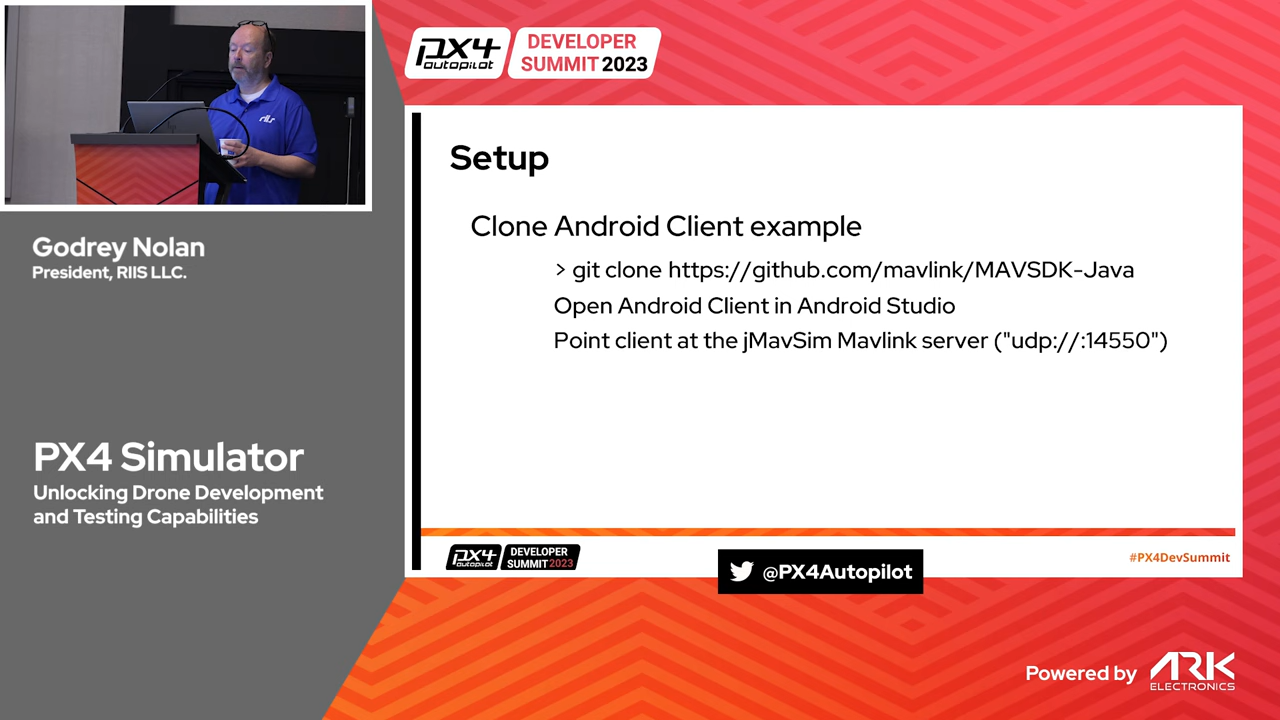 PX4 autopilot
DEVELOPER
SUMMIT 2023
riis
Setup
Clone Android Client example
> git clone https://github.com/mavlink/MAVSDK-Java
Open Android Client in Android Studio
Point client at the jMavSim Mavlink server ("udp://:14550")
Godrey Nolan
President, RIIS LLC.
PX4 Simulator
Unlocking Drone Development
and Testing Capabilities
PX4 autopilot
DEVELOPER
SUMMIT 2023
@PX4Autopilot
#PX4DevSummit
Powered by ARK
ELECTRONICS